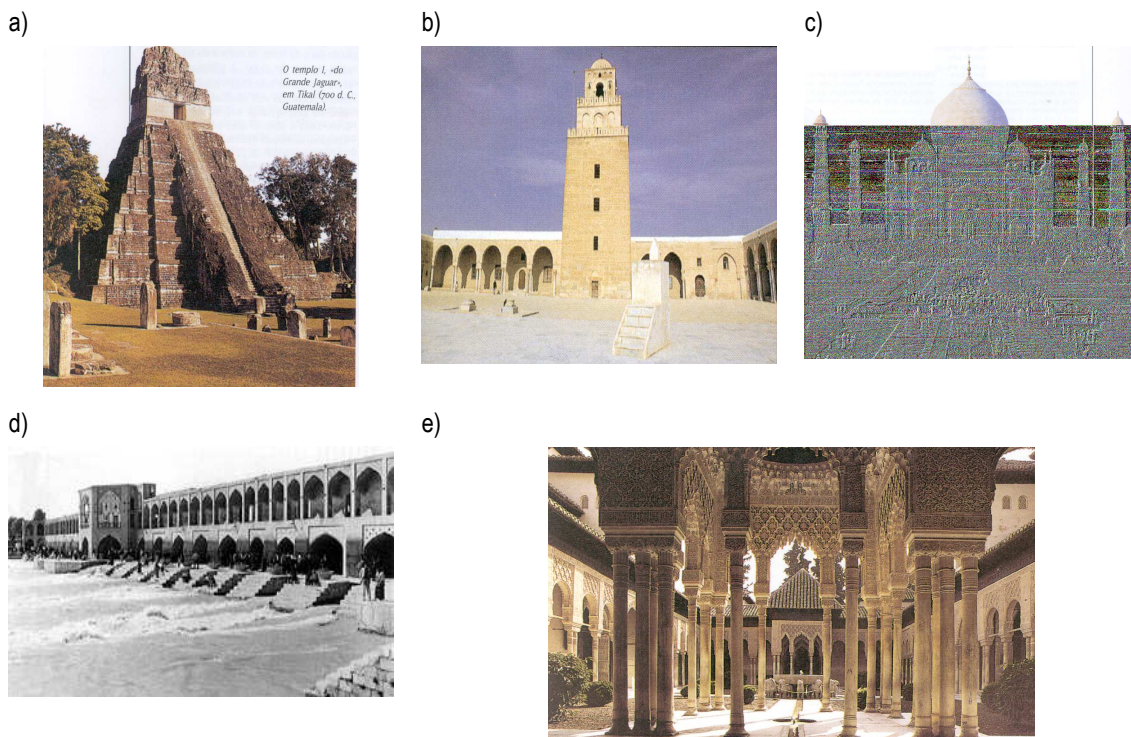 a)
b)
c)
O templo I, «do
Grande Jaguar»,
em Tikal (700 d. C.,
Guatemala).
d)
e)